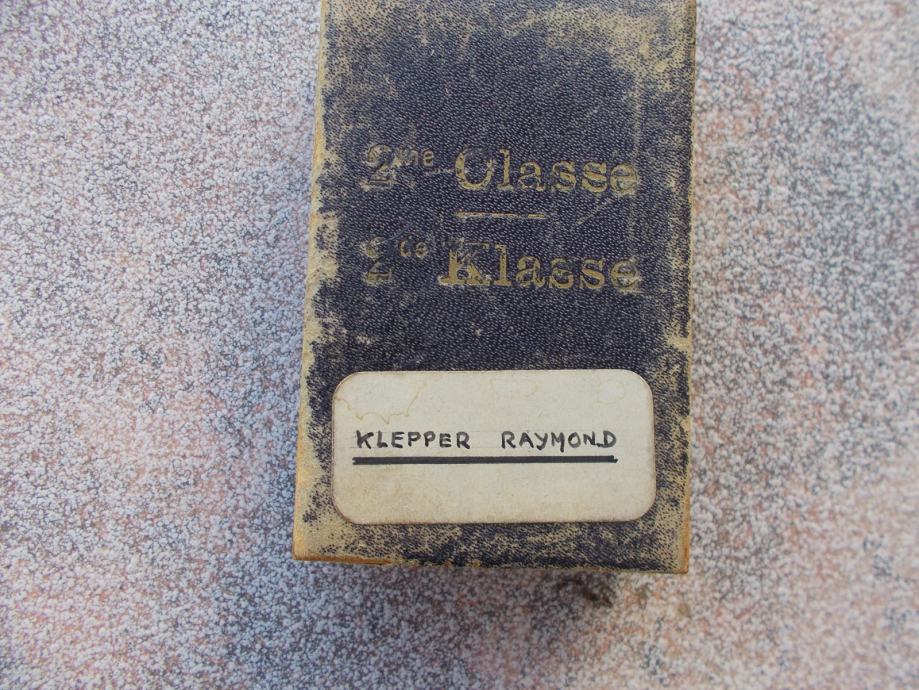 2me Classe
2de Klasse
KLEPPER RAYMOND